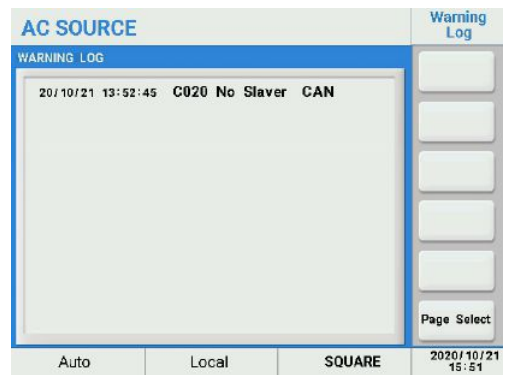 AC SOURCE
Warning
Log
WARNING LOG
20/10/21 13:52:45 C020 No Slaver CAN
Page Select
Auto Local SQUARE 2020/10/21
15:51